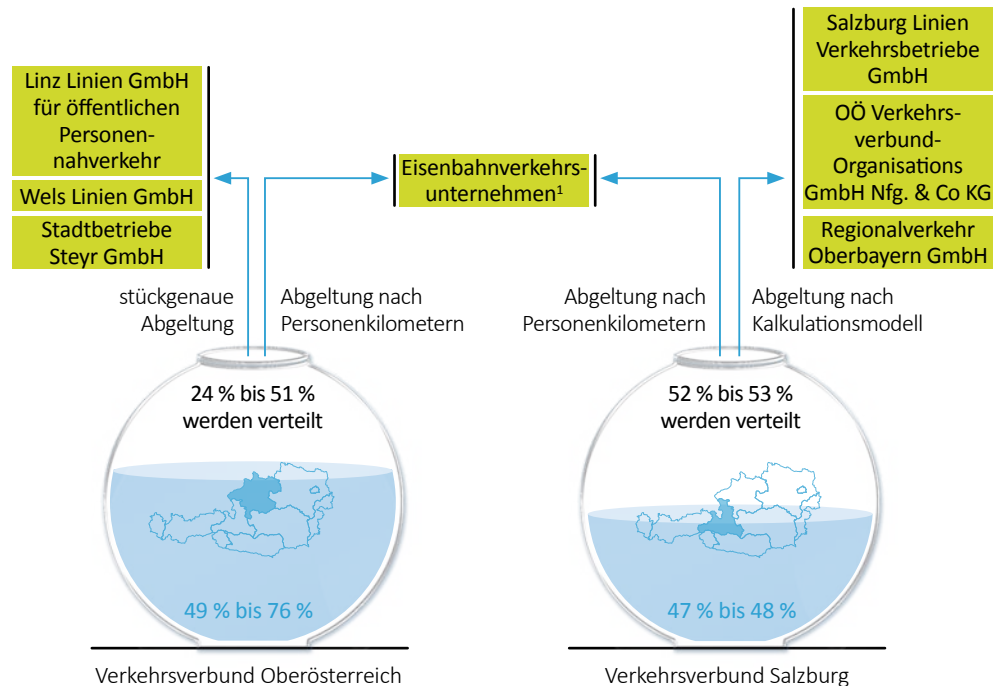 Linz Linien GmbH
für öffentlichen
Personen-
nahverkehr
Wels Linien GmbH
Stadtbetriebe
Steyr GmbH
Eisenbahnverkehrs-
unternehmen¹
Salzburg Linien
Verkehrsbetriebe
GmbH
OÖ Verkehrs-
verbund-
Organisations
GmbH Nfg. & Co KG
Regionalverkehr
Oberbayern GmbH
stückgenaue
Abgeltung
Abgeltung nach
Personenkilometern
Abgeltung nach
Personenkilometern
Abgeltung nach
Kalkulationsmodell
24 % bis 51 %
werden verteilt
49 % bis 76 %
Verkehrsverbund Oberösterreich
52 % bis 53 %
werden verteilt
47 % bis 48 %
Verkehrsverbund Salzburg